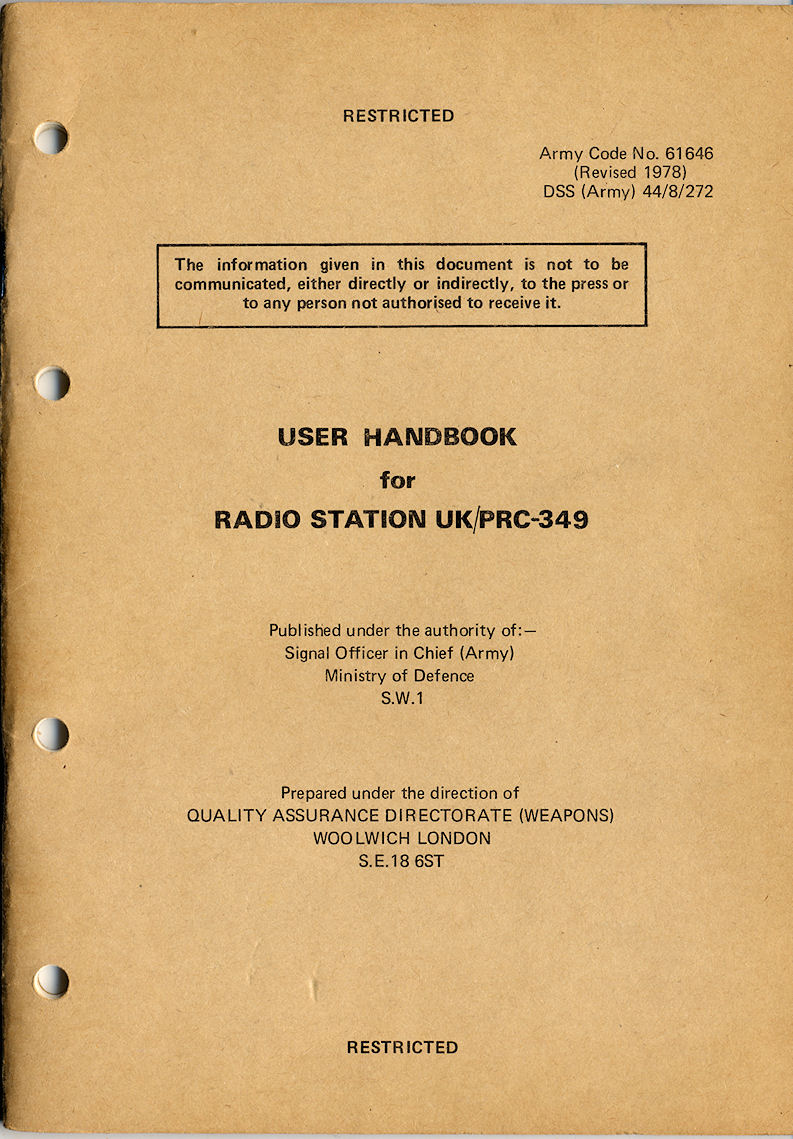 RESTRICTED
Army Code No. 61646
(Revised 1978)
DSS (Army) 44/8/272
The information given in this document is not to be
communicated, either directly or indirectly, to the press or
to any person not authorised to receive it.
USER HANDBOOK
for
RADIO STATION UK/PRC-349
Published under the authority of:—
Signal Officer in Chief (Army)
Ministry of Defence
S.W.1
Prepared under the direction of
QUALITY ASSURANCE DIRECTORATE (WEAPONS)
WOOLWICH LONDON
S.E.18 6ST
RESTRICTED